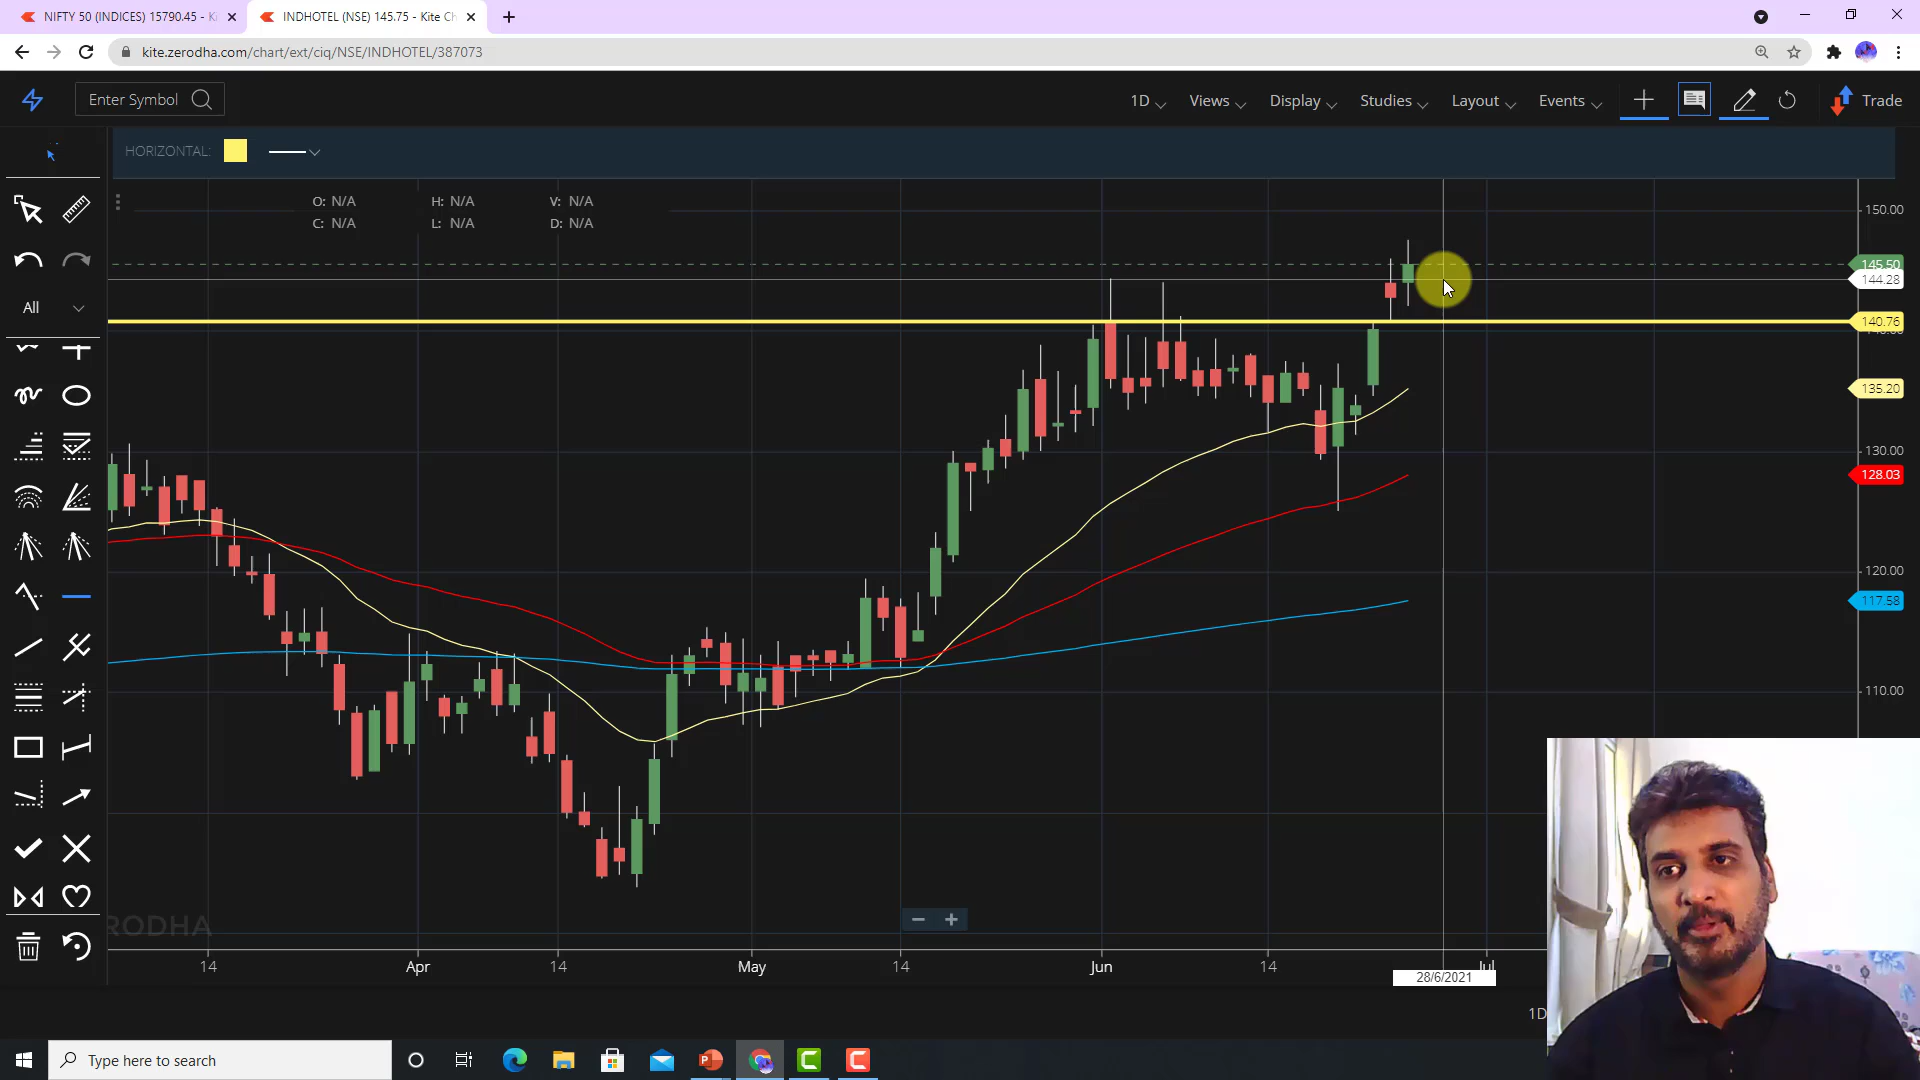 NIFTY 50 (INDICES) 15790.45 - Ki
INDHOTEL (NSE) 145.75 - Kite Ch
kite.zerodha.com/chart/ext/ciq/NSE/INDHOTEL/387073
Enter Symbol
1D
Views
Display
Studies
Layout
Events
Trade
HORIZONTAL:
O: N/A
H: N/A
V: N/A
C: N/A
L: N/A
D: N/A
All
150.00
145.50
144.28
140.76
135.20
130.00
128.03
120.00
117.58
110.00
RODHA
14
Apr
14
May
14
Jun
14
Jul
28/6/2021
1D
Type here to search